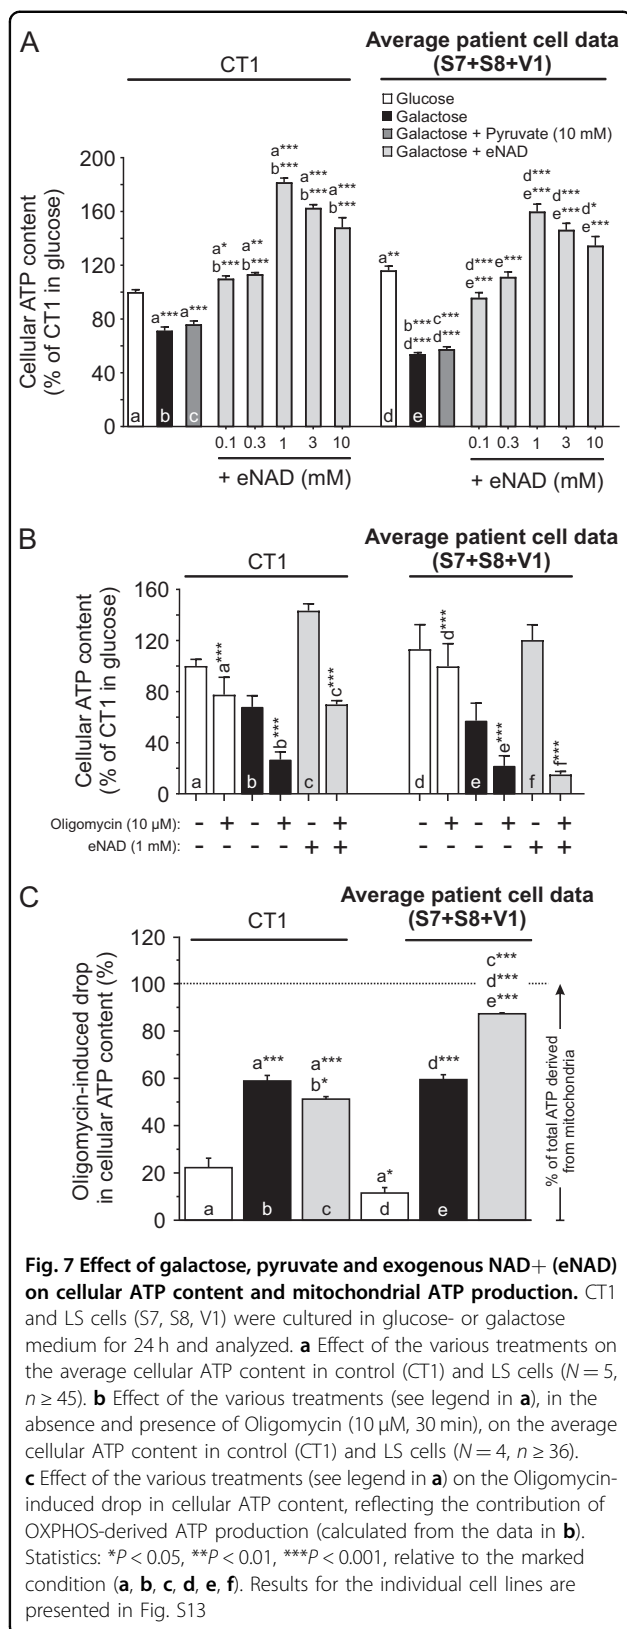 A
CT1
Average patient cell data
(S7+S8+V1)
Glucose
Galactose
Galactose + Pyruvate (10 mM)
Galactose + eNAD
Cellular ATP content
(% of CT1 in glucose)
200
160
120
80
40
0
a***
a***
a*
b***
a**
b***
a***
b***
a***
b***
a***
b***
a**
b***
d***
c***
d***
d***
e***
e***
d***
e***
d***
e***
d*
e***
a
b
c
d
e
0.1 0.3 1 3 10
0.1 0.3 1 3 10
+ eNAD (mM)
+ eNAD (mM)
B
CT1
Average patient cell data
(S7+S8+V1)
Cellular ATP content
(% of CT1 in glucose)
160
120
80
40
0
a***
b***
c***
d***
e***
f***
a
b
c
d
e
f
Oligomycin (10 µM): - + - + - + - + - + - +
eNAD (1 mM): - - - - + + - - - - + +
C
CT1
Average patient cell data
(S7+S8+V1)
Oligomycin-induced drop
in cellular ATP content (%)
120
100
80
60
40
20
0
a***
a***
b*
a*
d***
c***
d***
e***
a
b
c
d
e
% of total ATP derived
from mitochondria
Fig. 7 Effect of galactose, pyruvate and exogenous NAD+ (eNAD)
on cellular ATP content and mitochondrial ATP production. CT1
and LS cells (S7, S8, V1) were cultured in glucose- or galactose
medium for 24 h and analyzed. a Effect of the various treatments on
the average cellular ATP content in control (CT1) and LS cells (N = 5,
n ≥ 45). b Effect of the various treatments (see legend in a), in the
absence and presence of Oligomycin (10 µM, 30 min), on the average
cellular ATP content in control (CT1) and LS cells (N = 4, n ≥ 36).
c Effect of the various treatments (see legend in a) on the Oligomycin-
induced drop in cellular ATP content, reflecting the contribution of
OXPHOS-derived ATP production (calculated from the data in b).
Statistics: *P < 0.05, **P < 0.01, ***P < 0.001, relative to the marked
condition (a, b, c, d, e, f). Results for the individual cell lines are
presented in Fig. S13